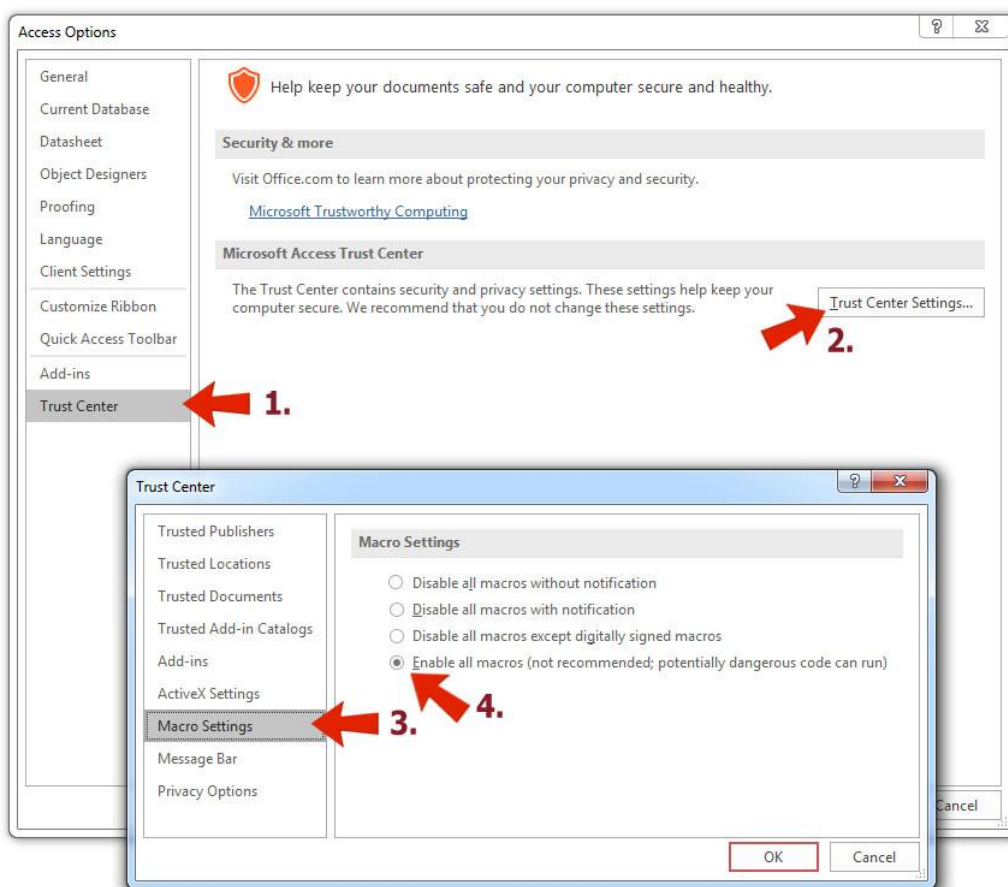 Access Options
General
Current Database
Datasheet
Object Designers
Proofing
Language
Client Settings
Customize Ribbon
Quick Access Toolbar
Add-ins
Trust Center
1.
Help keep your documents safe and your computer secure and healthy.
Security & more
Visit Office.com to learn more about protecting your privacy and security.
Microsoft Trustworthy Computing
Microsoft Access Trust Center
The Trust Center contains security and privacy settings. These settings help keep your
computer secure. We recommend that you do not change these settings.
Trust Center Settings...
2.
Cancel
Trust Center
Trusted Publishers
Trusted Locations
Trusted Documents
Trusted Add-in Catalogs
Add-ins
ActiveX Settings
Macro Settings
Message Bar
Privacy Options
3.
Macro Settings
Disable all macros without notification
Disable all macros with notification
Disable all macros except digitally signed macros
Enable all macros (not recommended; potentially dangerous code can run)
4.
OK
Cancel